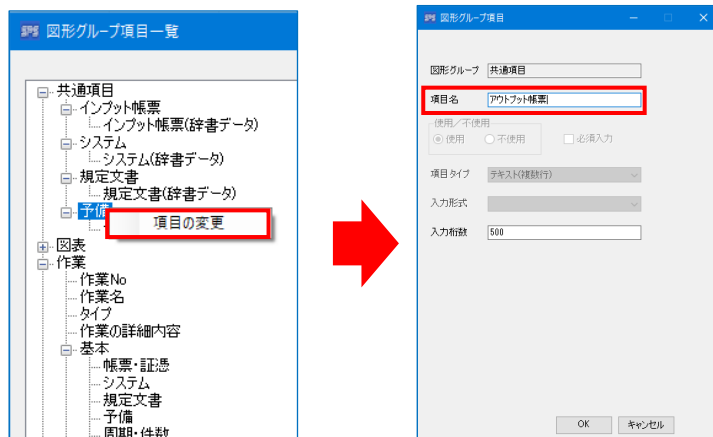 SPS 図形グループ項目一覧
共通項目
インプット帳票
インプット帳票(辞書データ)
システム
システム(辞書データ)
規定文書
規定文書(辞書データ)
予備
項目の変更
図表
作業
作業No
作業名
タイプ
作業の詳細内容
基本
帳票・証憑
システム
規定文書
予備
周期・件数
SPS 図形グループ項目
図形グループ 共通項目
項目名 アウトプット帳票
使用/不使用
使用 不使用 必須入力
項目タイプ テキスト(複数行)
入力形式
入力桁数 500
OK キャンセル